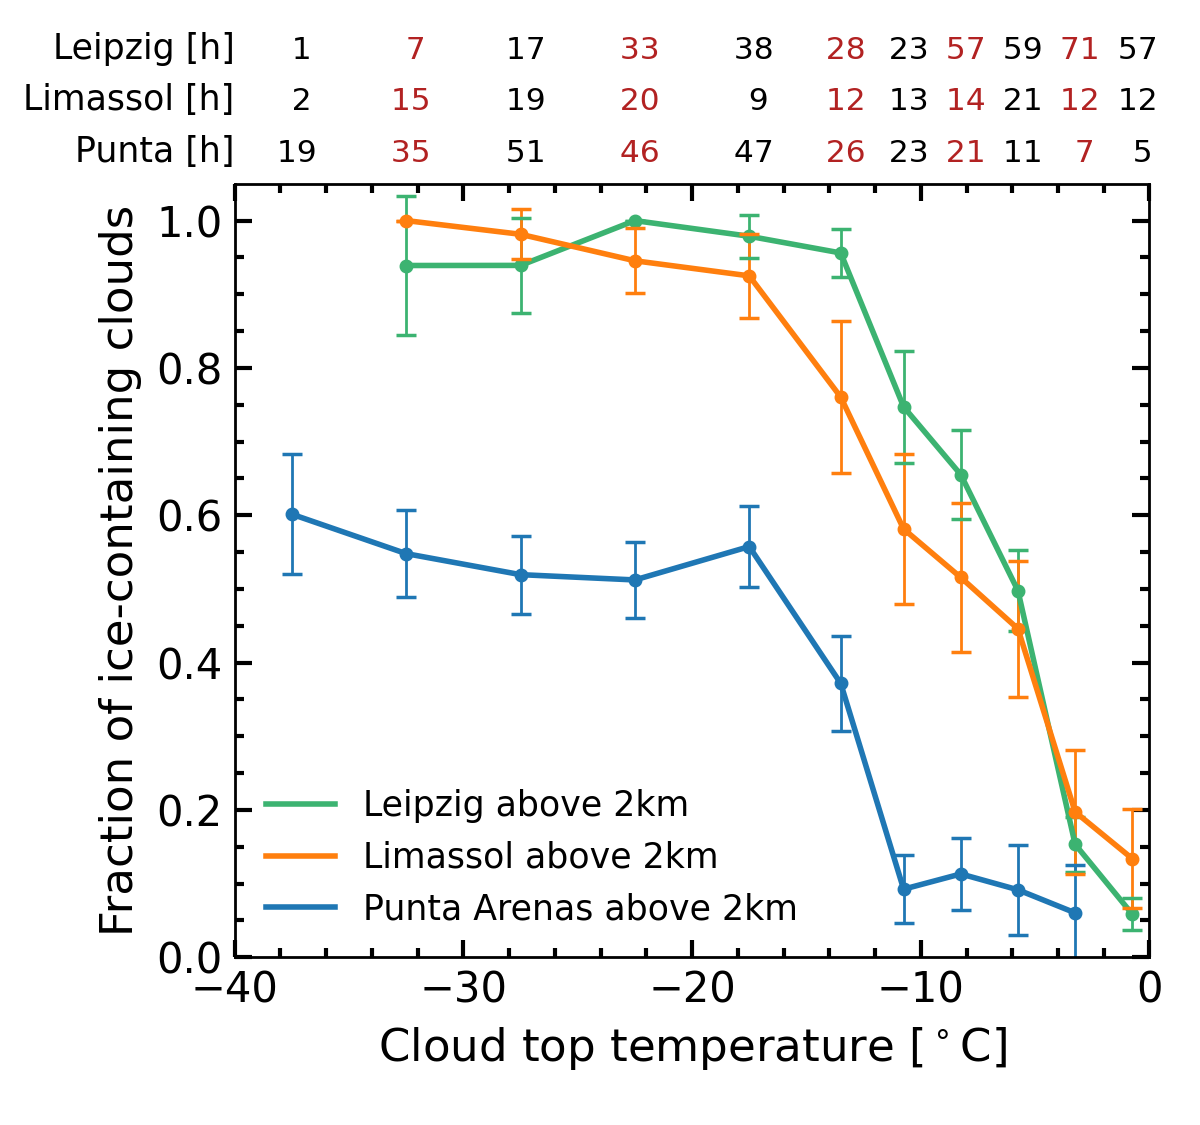 Leipzig [h] 1 7 17 33 38 28 23 57 59 71 57
Limassol [h] 2 15 19 20 9 12 13 14 21 12 12
Punta [h] 19 35 51 46 47 26 23 21 11 7 5
Fraction of ice-containing clouds
1.0
0.8
0.6
0.4
0.2
0.0
Leipzig above 2km
Limassol above 2km
Punta Arenas above 2km
−40 −30 −20 −10 0
Cloud top temperature [°C]